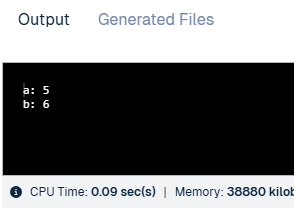 Output Generated Files
a: 5
b: 6
CPU Time: 0.09 sec(s) | Memory: 38880 kilob